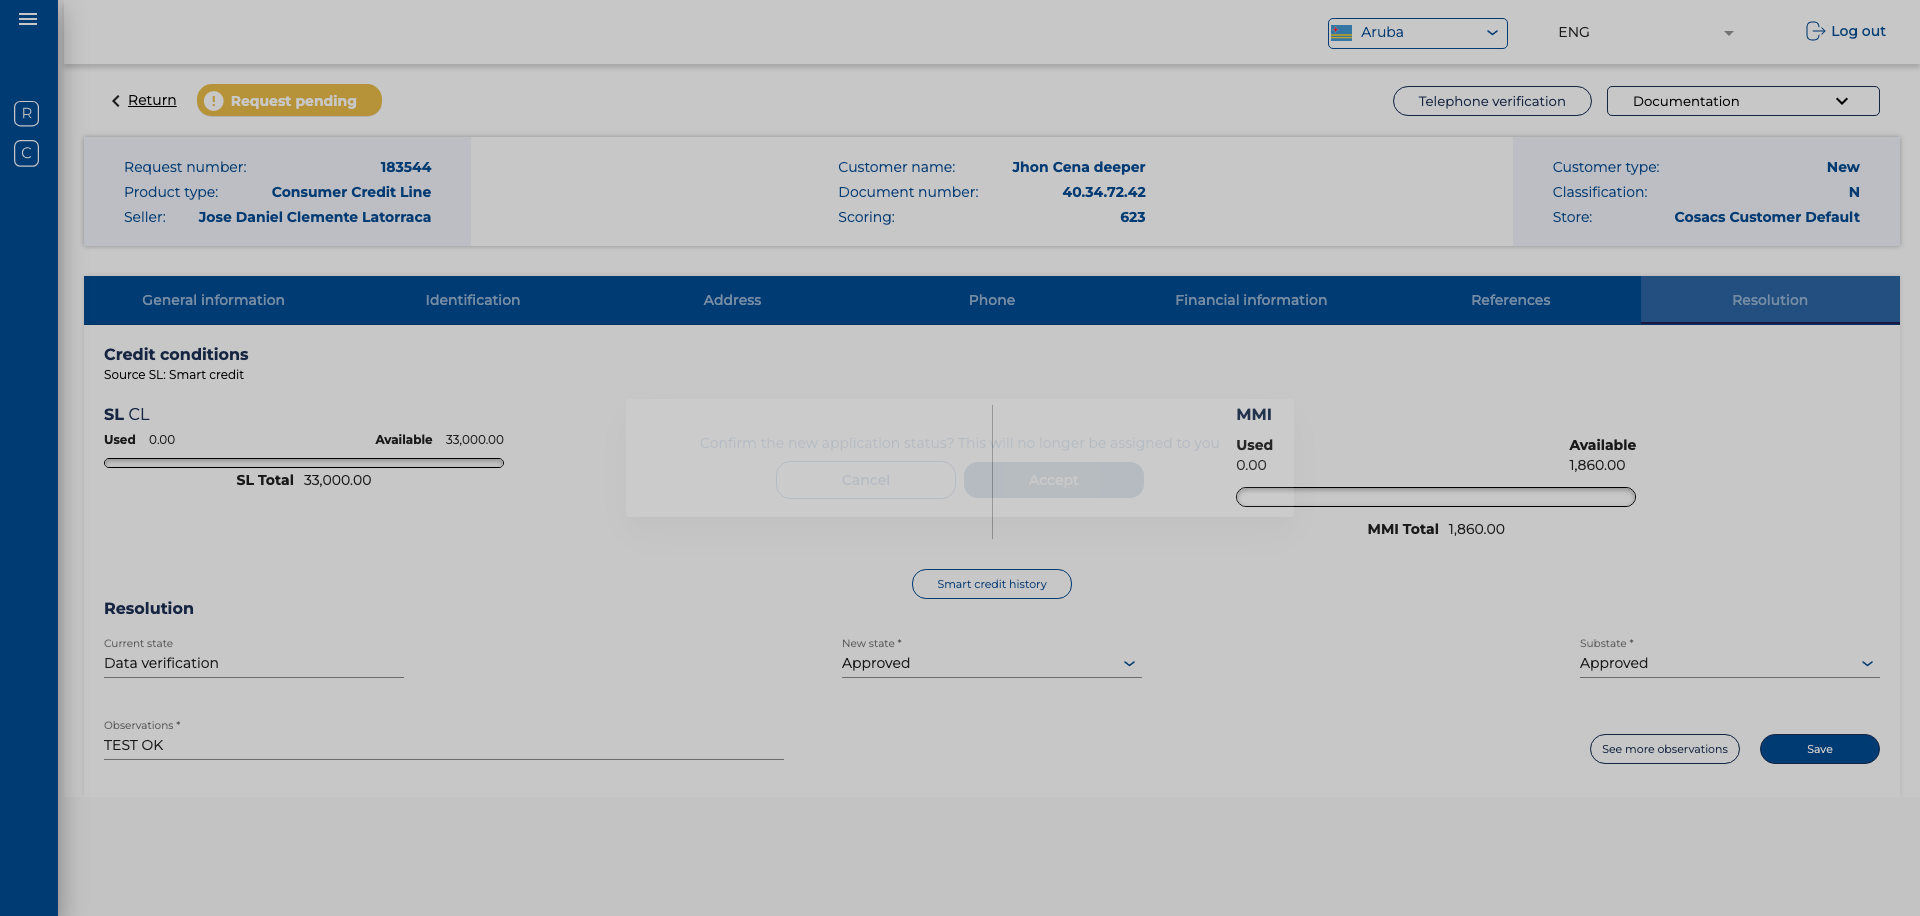 Aruba
ENG
Log out
R
C
Return
! Request pending
Telephone verification
Documentation
Request number: 183544
Product type: Consumer Credit Line
Seller: Jose Daniel Clemente Latorraca
Customer name: Jhon Cena deeper
Document number: 40.34.72.42
Scoring: 623
Customer type: New
Classification: N
Store: Cosacs Customer Default
General information
Identification
Address
Phone
Financial information
References
Resolution
Credit conditions
Source SL: Smart credit
SL CL
Used 0.00 Available 33,000.00
SL Total 33,000.00
Confirm the new application status? This will no longer be assigned to you
Cancel
Accept
MMI
Used Available
0.00 1,860.00
MMI Total 1,860.00
Smart credit history
Resolution
Current state
Data verification
New state *
Approved
Substate *
Approved
Observations *
TEST OK
See more observations
Save